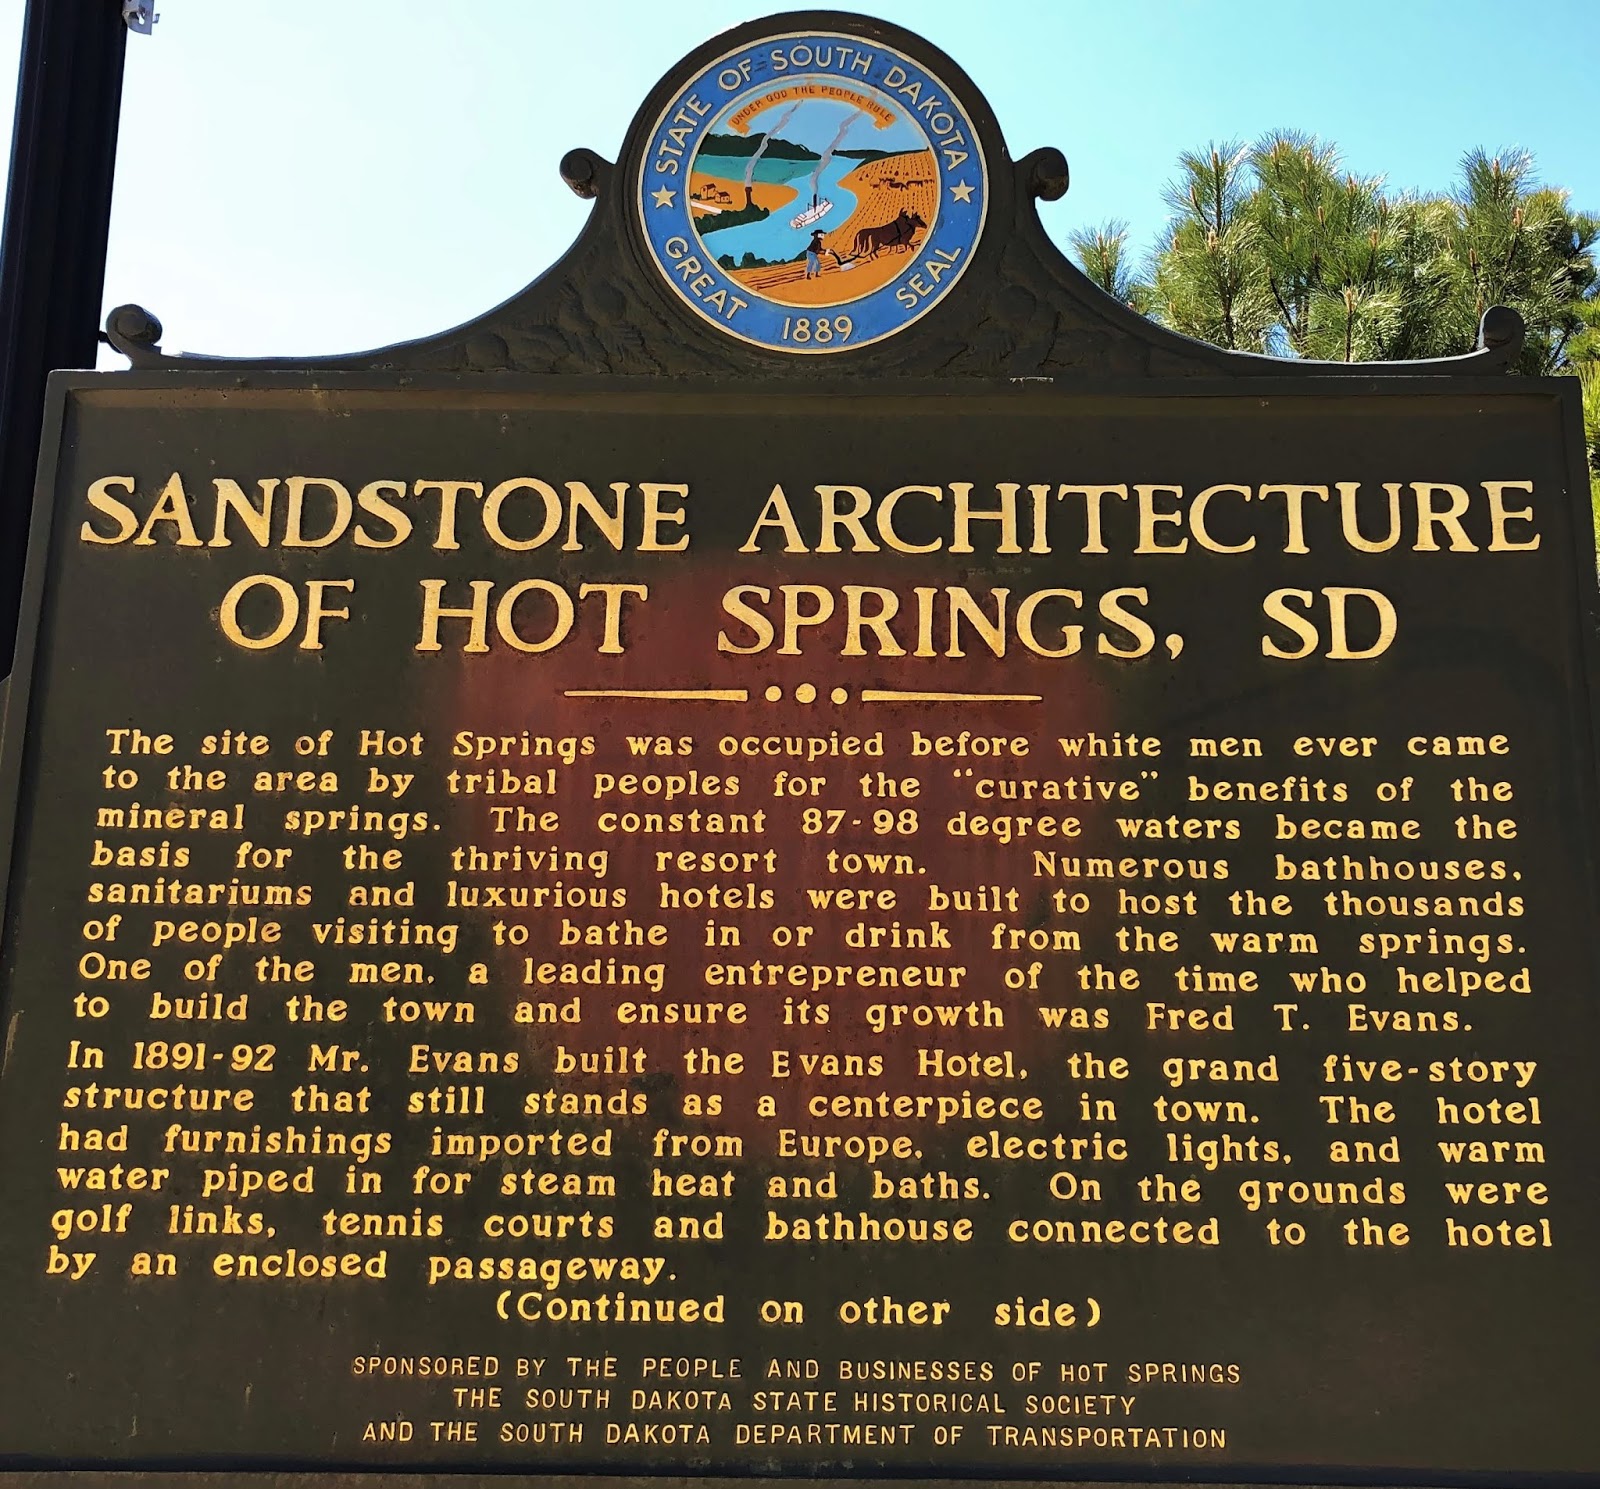 STATE OF SOUTH DAKOTA
UNDER GOD THE PEOPLE RULE
GREAT SEAL
1889
SANDSTONE ARCHITECTURE
OF HOT SPRINGS, SD
The site of Hot Springs was occupied before white men ever came
to the area by tribal peoples for the "curative" benefits of the
mineral springs. The constant 87-98 degree waters became the
basis for the thriving resort town. Numerous bathhouses,
sanitariums and luxurious hotels were built to host the thousands
of people visiting to bathe in or drink from the warm springs.
One of the men, a leading entrepreneur of the time who helped
to build the town and ensure its growth was Fred T. Evans.
In 1891-92 Mr. Evans built the Evans Hotel, the grand five-story
structure that still stands as a centerpiece in town. The hotel
had furnishings imported from Europe, electric lights, and warm
water piped in for steam heat and baths. On the grounds were
golf links, tennis courts and bathhouse connected to the hotel
by an enclosed passageway.
(Continued on other side)
SPONSORED BY THE PEOPLE AND BUSINESSES OF HOT SPRINGS
THE SOUTH DAKOTA STATE HISTORICAL SOCIETY
AND THE SOUTH DAKOTA DEPARTMENT OF TRANSPORTATION